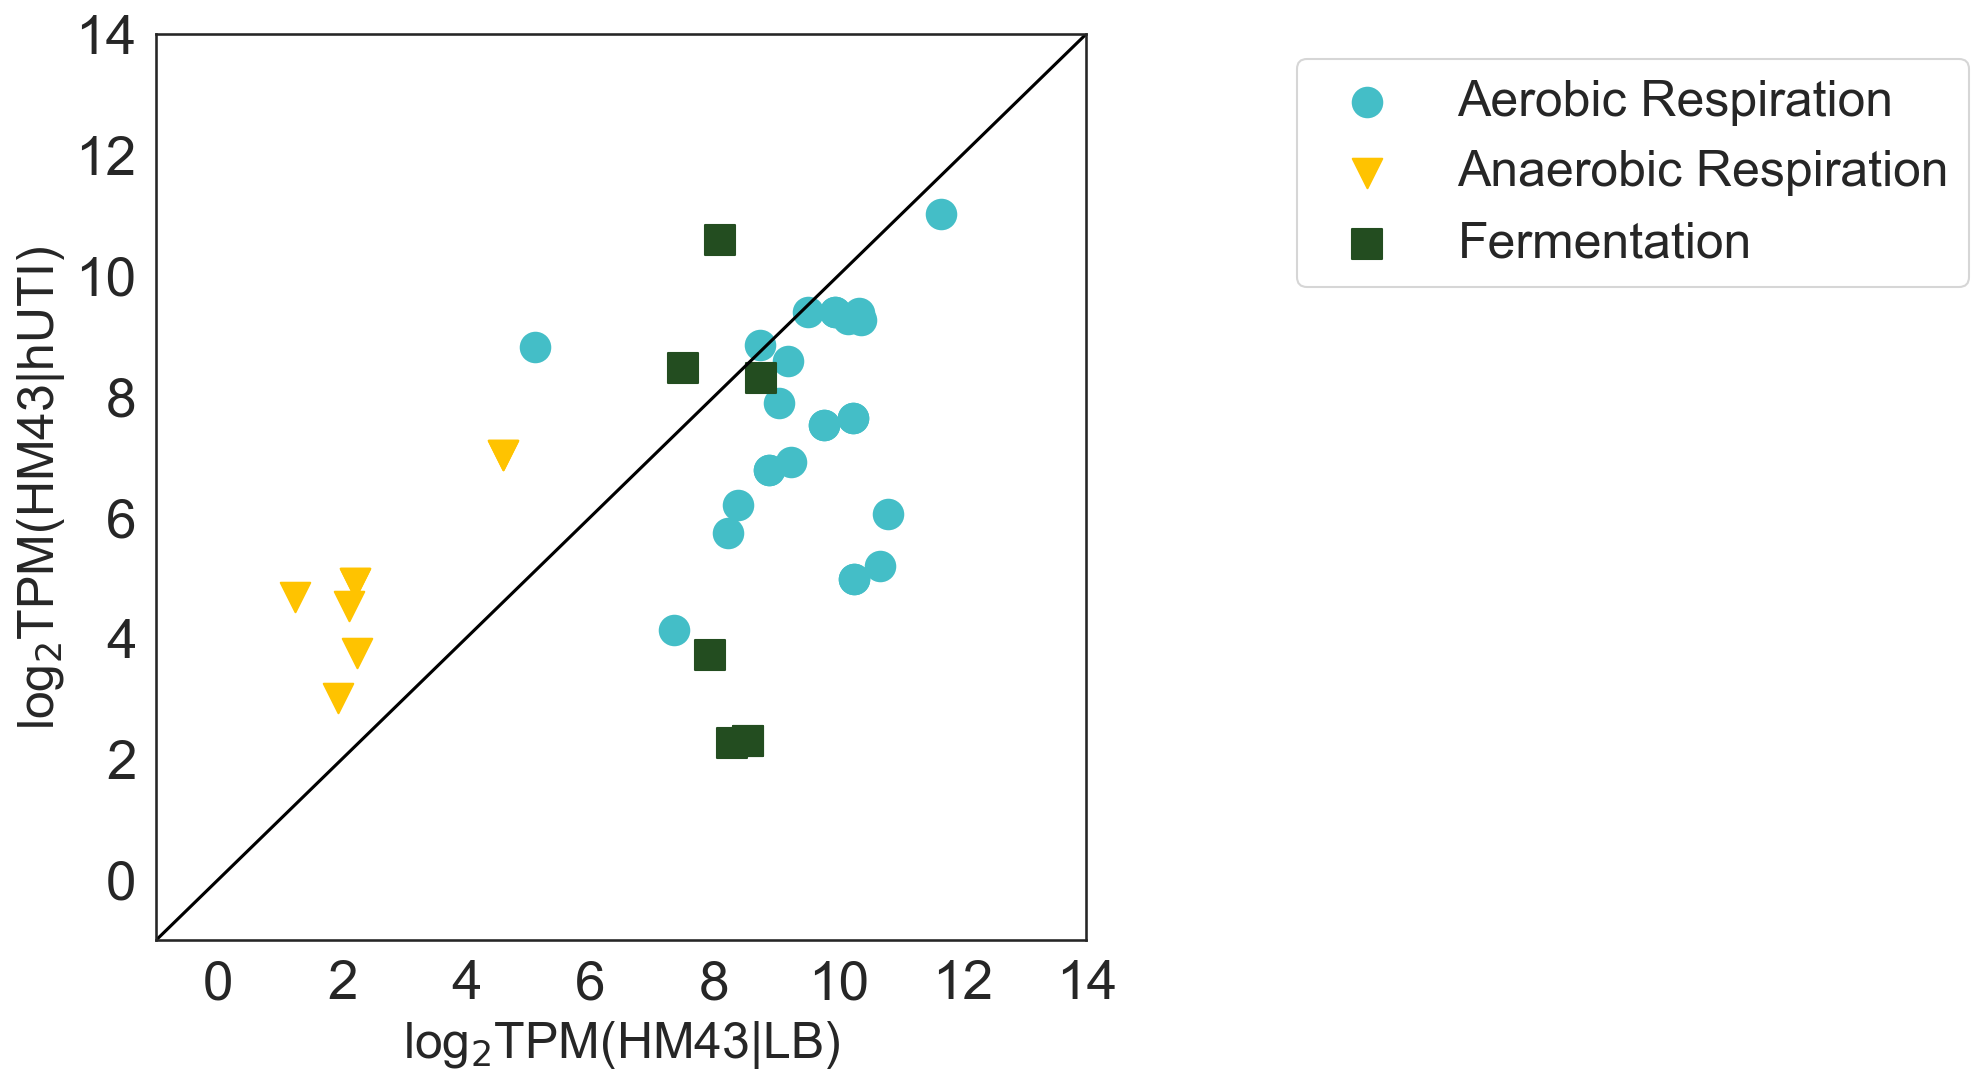 14
12
10
8
6
4
2
0
log₂TPM(HM43|hUTI)
0 2 4 6 8 10 12 14
log₂TPM(HM43|LB)
Aerobic Respiration
Anaerobic Respiration
Fermentation